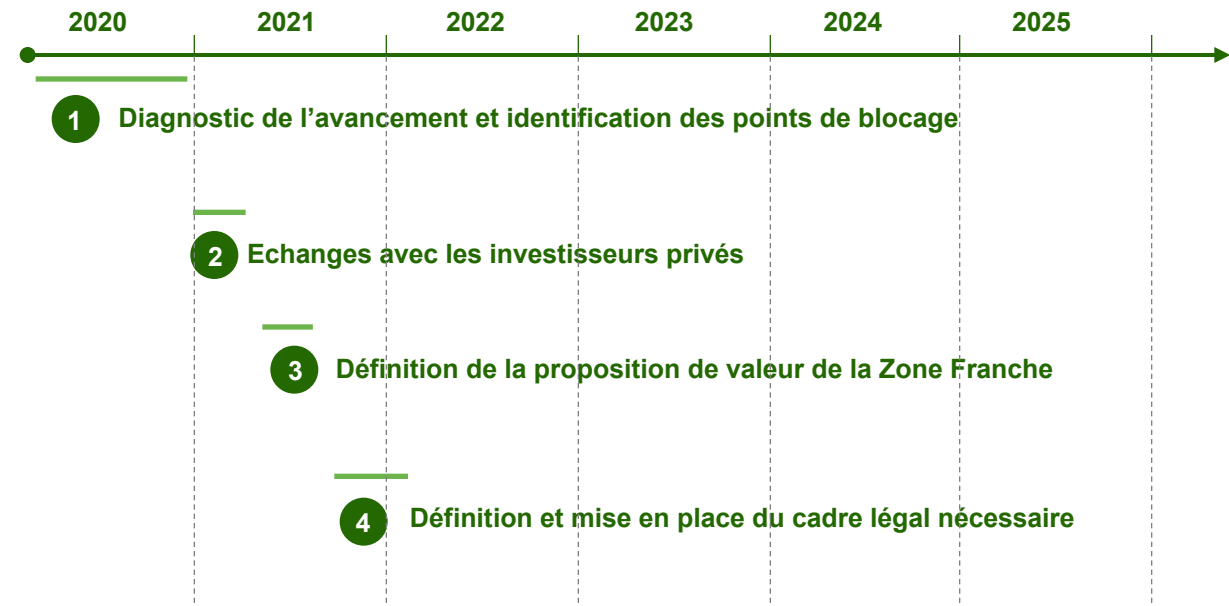 2020 2021 2022 2023 2024 2025
1 Diagnostic de l’avancement et identification des points de blocage
2 Echanges avec les investisseurs privés
3 Définition de la proposition de valeur de la Zone Franche
4 Définition et mise en place du cadre légal nécessaire